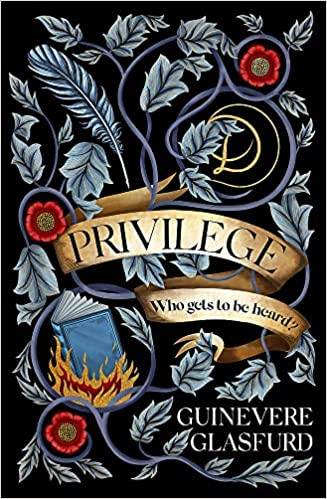 D
PRIVILEGE
Who gets to be heard?
GUINEVERE
GLASFURD